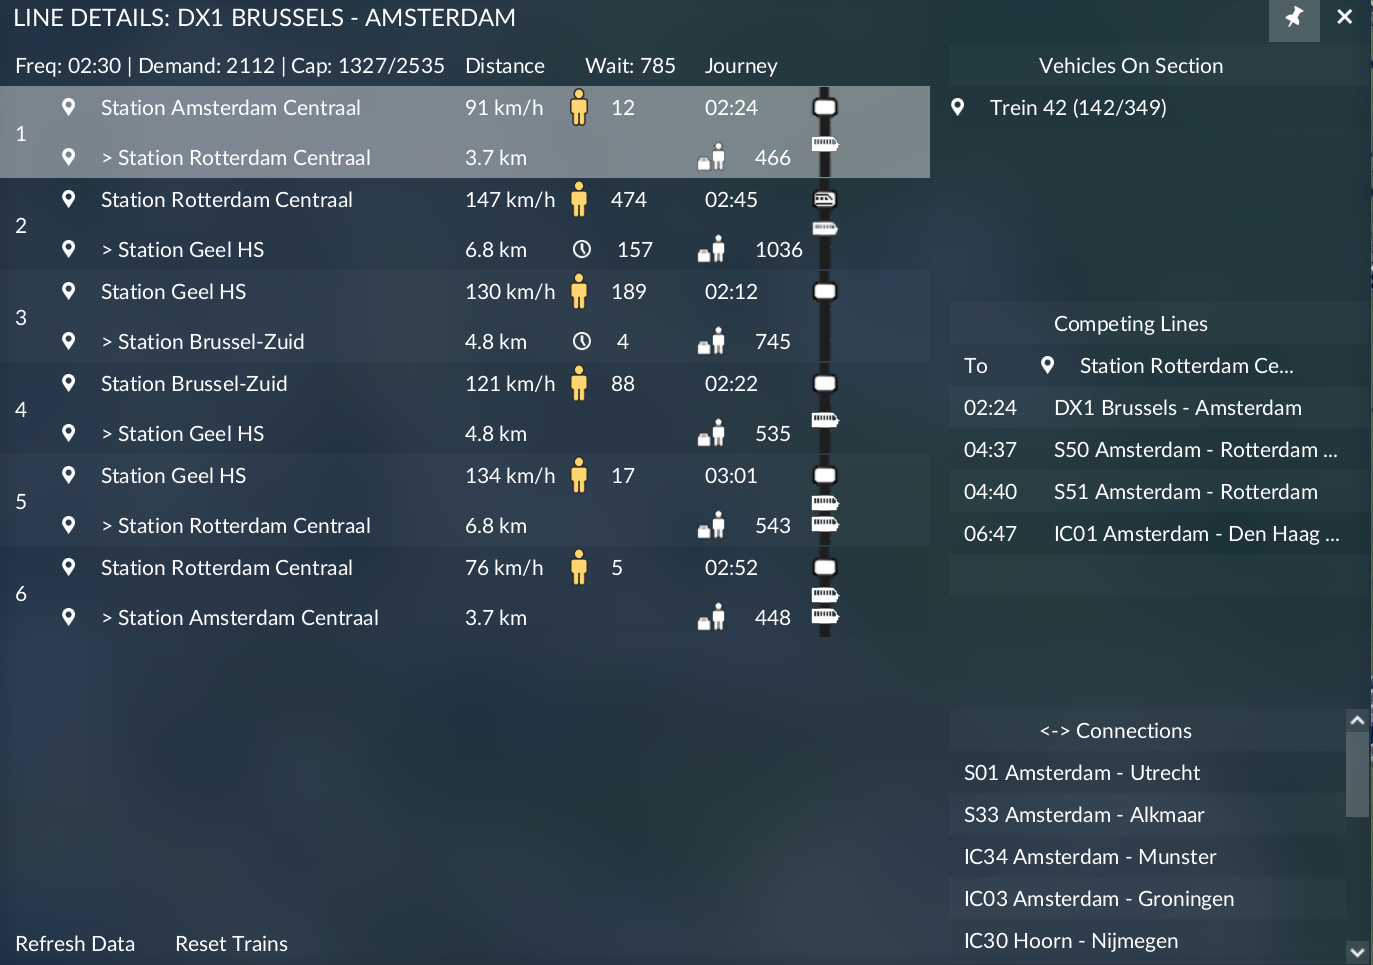 LINE DETAILS: DX1 BRUSSELS - AMSTERDAM
Freq: 02:30 | Demand: 2112 | Cap: 1327/2535 Distance Wait: 785 Journey
1
Station Amsterdam Centraal 91 km/h 12 02:24
> Station Rotterdam Centraal 3.7 km 466
2
Station Rotterdam Centraal 147 km/h 474 02:45
> Station Geel HS 6.8 km 157 1036
3
Station Geel HS 130 km/h 189 02:12
> Station Brussel-Zuid 4.8 km 4 745
4
Station Brussel-Zuid 121 km/h 88 02:22
> Station Geel HS 4.8 km 535
5
Station Geel HS 134 km/h 17 03:01
> Station Rotterdam Centraal 6.8 km 543
6
Station Rotterdam Centraal 76 km/h 5 02:52
> Station Amsterdam Centraal 3.7 km 448
Refresh Data Reset Trains
Vehicles On Section
Trein 42 (142/349)
Competing Lines
To Station Rotterdam Ce...
02:24 DX1 Brussels - Amsterdam
04:37 S50 Amsterdam - Rotterdam ...
04:40 S51 Amsterdam - Rotterdam
06:47 IC01 Amsterdam - Den Haag ...
<-> Connections
S01 Amsterdam - Utrecht
S33 Amsterdam - Alkmaar
IC34 Amsterdam - Munster
IC03 Amsterdam - Groningen
IC30 Hoorn - Nijmegen